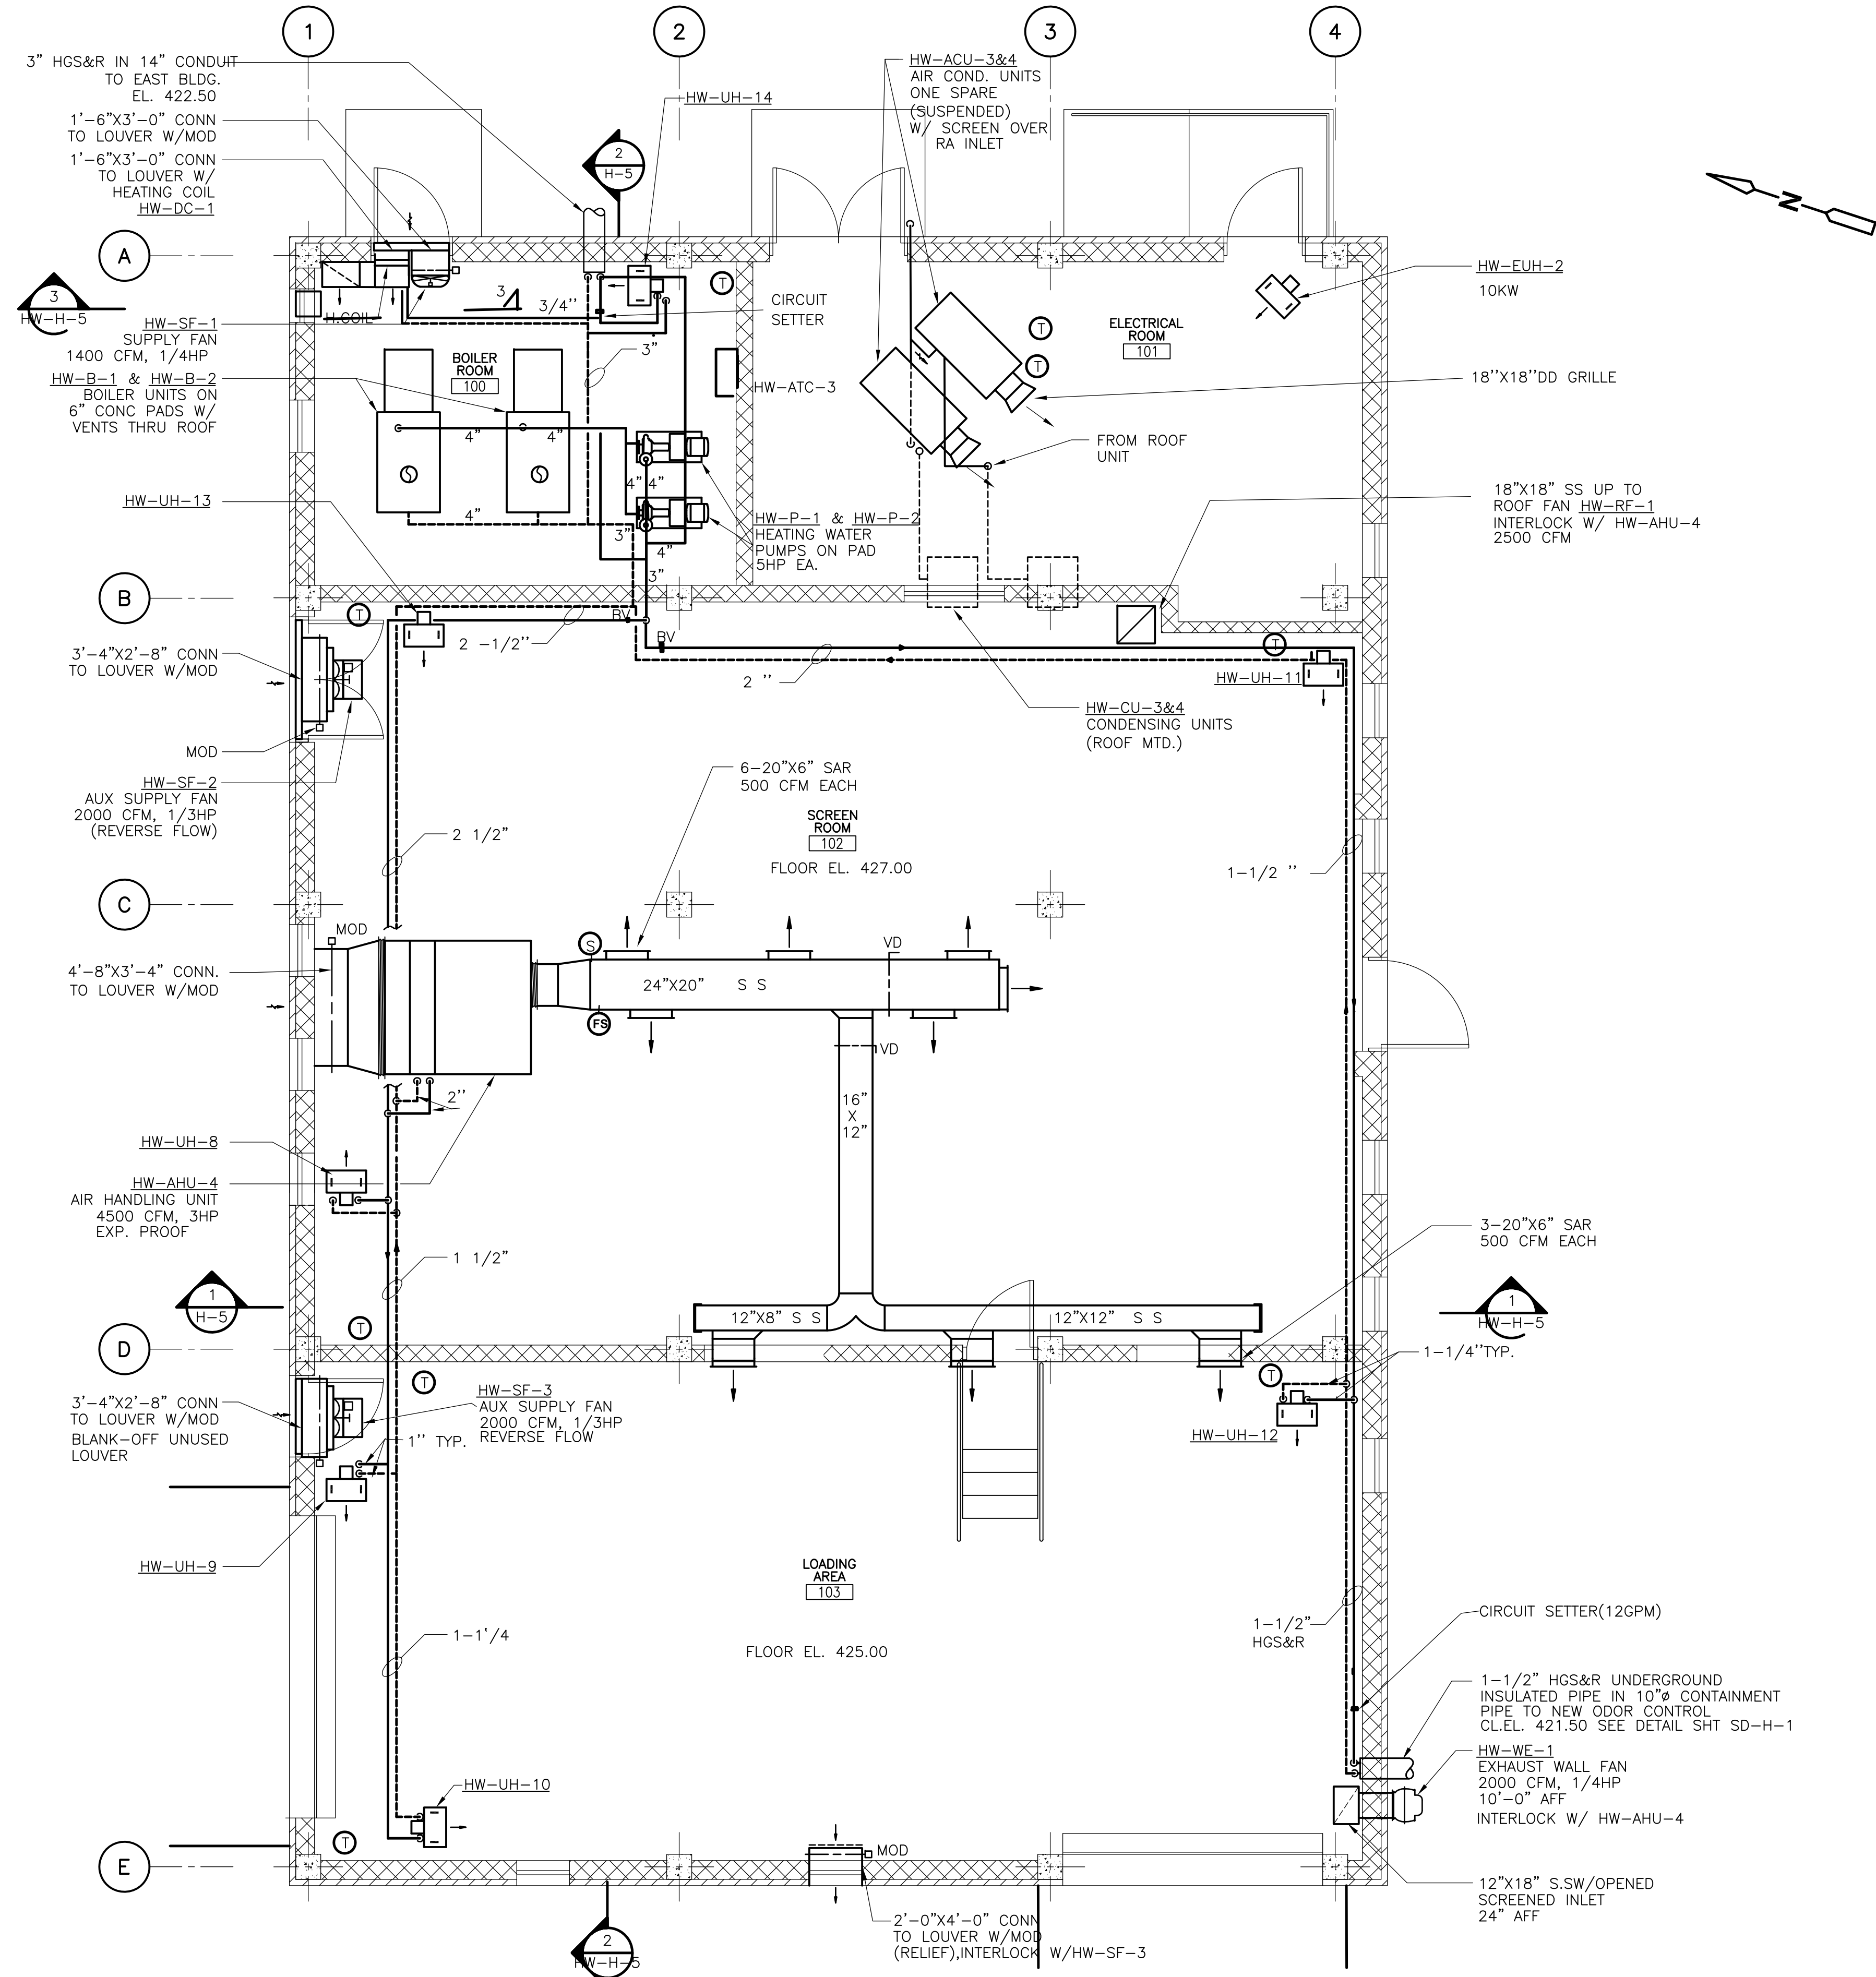 1
2
3
4
3" HGS&R IN 14" CONDUIT
TO EAST BLDG.
EL. 422.50
1'-6"X3'-0" CONN
TO LOUVER W/MOD
1'-6"X3'-0" CONN
TO LOUVER W/
HEATING COIL
HW-DC-1
HW-UH-14
2
H-5
HW-ACU-3&4
AIR COND. UNITS
ONE SPARE
(SUSPENDED)
W/ SCREEN OVER
RA INLET
N
A
3
HW-H-5
H.COIL
3
3/4''
T
CIRCUIT
SETTER
HW-EUH-2
10KW
HW-SF-1
SUPPLY FAN
1400 CFM, 1/4HP
HW-B-1 & HW-B-2
BOILER UNITS ON
6" CONC PADS W/
VENTS THRU ROOF
BOILER
ROOM
100
3"
HW-ATC-3
T
T
ELECTRICAL
ROOM
101
18''X18''DD GRILLE
4"
4"
FROM ROOF
UNIT
HW-UH-13
4"
4" 4"
3"
4"
3"
HW-P-1 & HW-P-2
HEATING WATER
PUMPS ON PAD
5HP EA.
18"X18" SS UP TO
ROOF FAN HW-RF-1
INTERLOCK W/ HW-AHU-4
2500 CFM
B
T
2 -1/2''
BV
BV
2 ''
T
HW-UH-11
3'-4"X2'-8" CONN
TO LOUVER W/MOD
MOD
HW-SF-2
AUX SUPPLY FAN
2000 CFM, 1/3HP
(REVERSE FLOW)
HW-CU-3&4
CONDENSING UNITS
(ROOF MTD.)
6-20"X6" SAR
500 CFM EACH
SCREEN
ROOM
102
FLOOR EL. 427.00
2 1/2"
1-1/2 ''
C
MOD
S
VD
4'-8"X3'-4" CONN.
TO LOUVER W/MOD
24"X20" S S
FS
VD
2''
16"
X
12"
HW-UH-8
HW-AHU-4
AIR HANDLING UNIT
4500 CFM, 3HP
EXP. PROOF
1 1/2"
3-20"X6" SAR
500 CFM EACH
1
H-5
1
HW-H-5
T
12"X8" S S
12"X12" S S
D
1-1/4''TYP.
T
T
3'-4"X2'-8" CONN
TO LOUVER W/MOD
BLANK-OFF UNUSED
LOUVER
HW-SF-3
AUX SUPPLY FAN
2000 CFM, 1/3HP
REVERSE FLOW
1'' TYP.
HW-UH-12
HW-UH-9
LOADING
AREA
103
FLOOR EL. 425.00
1-1'/4
1-1/2"
HGS&R
CIRCUIT SETTER(12GPM)
1-1/2" HGS&R UNDERGROUND
INSULATED PIPE IN 10"ø CONTAINMENT
PIPE TO NEW ODOR CONTROL
CL.EL. 421.50 SEE DETAIL SHT SD-H-1
HW-WE-1
EXHAUST WALL FAN
2000 CFM, 1/4HP
10'-0" AFF
INTERLOCK W/ HW-AHU-4
HW-UH-10
T
MOD
E
12"X18" S.SW/OPENED
SCREENED INLET
24" AFF
2
HW-H-5
2'-0"X4'-0" CONN
TO LOUVER W/MOD
(RELIEF),INTERLOCK W/HW-SF-3